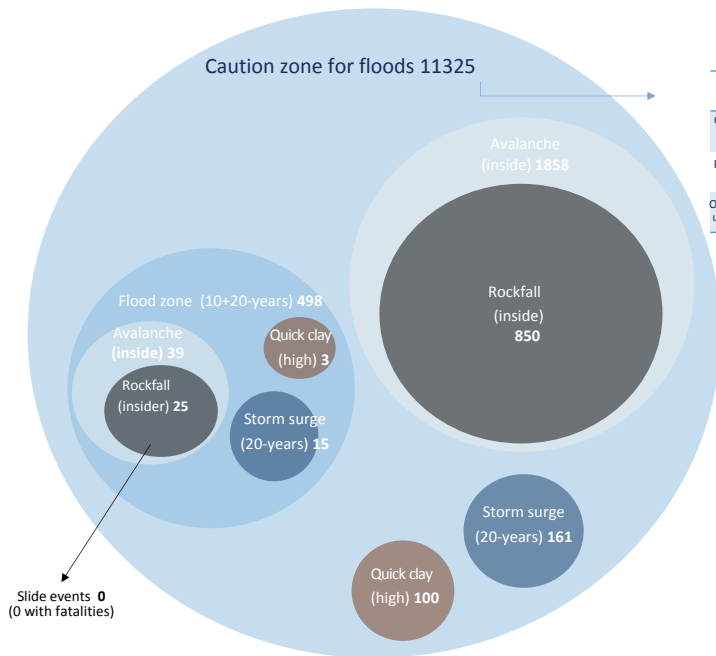 Caution zone for floods 11325
Avalanche
(inside) 1858
Rockfall
(inside)
850
Flood zone (10+20-years) 498
Avalanche
(inside) 39
Rockfall
(insider) 25
Quick clay
(high) 3
Storm surge
(20-years) 15
Storm surge
(20-years) 161
Quick clay
(high) 100
Slide events 0
(0 with fatalities)